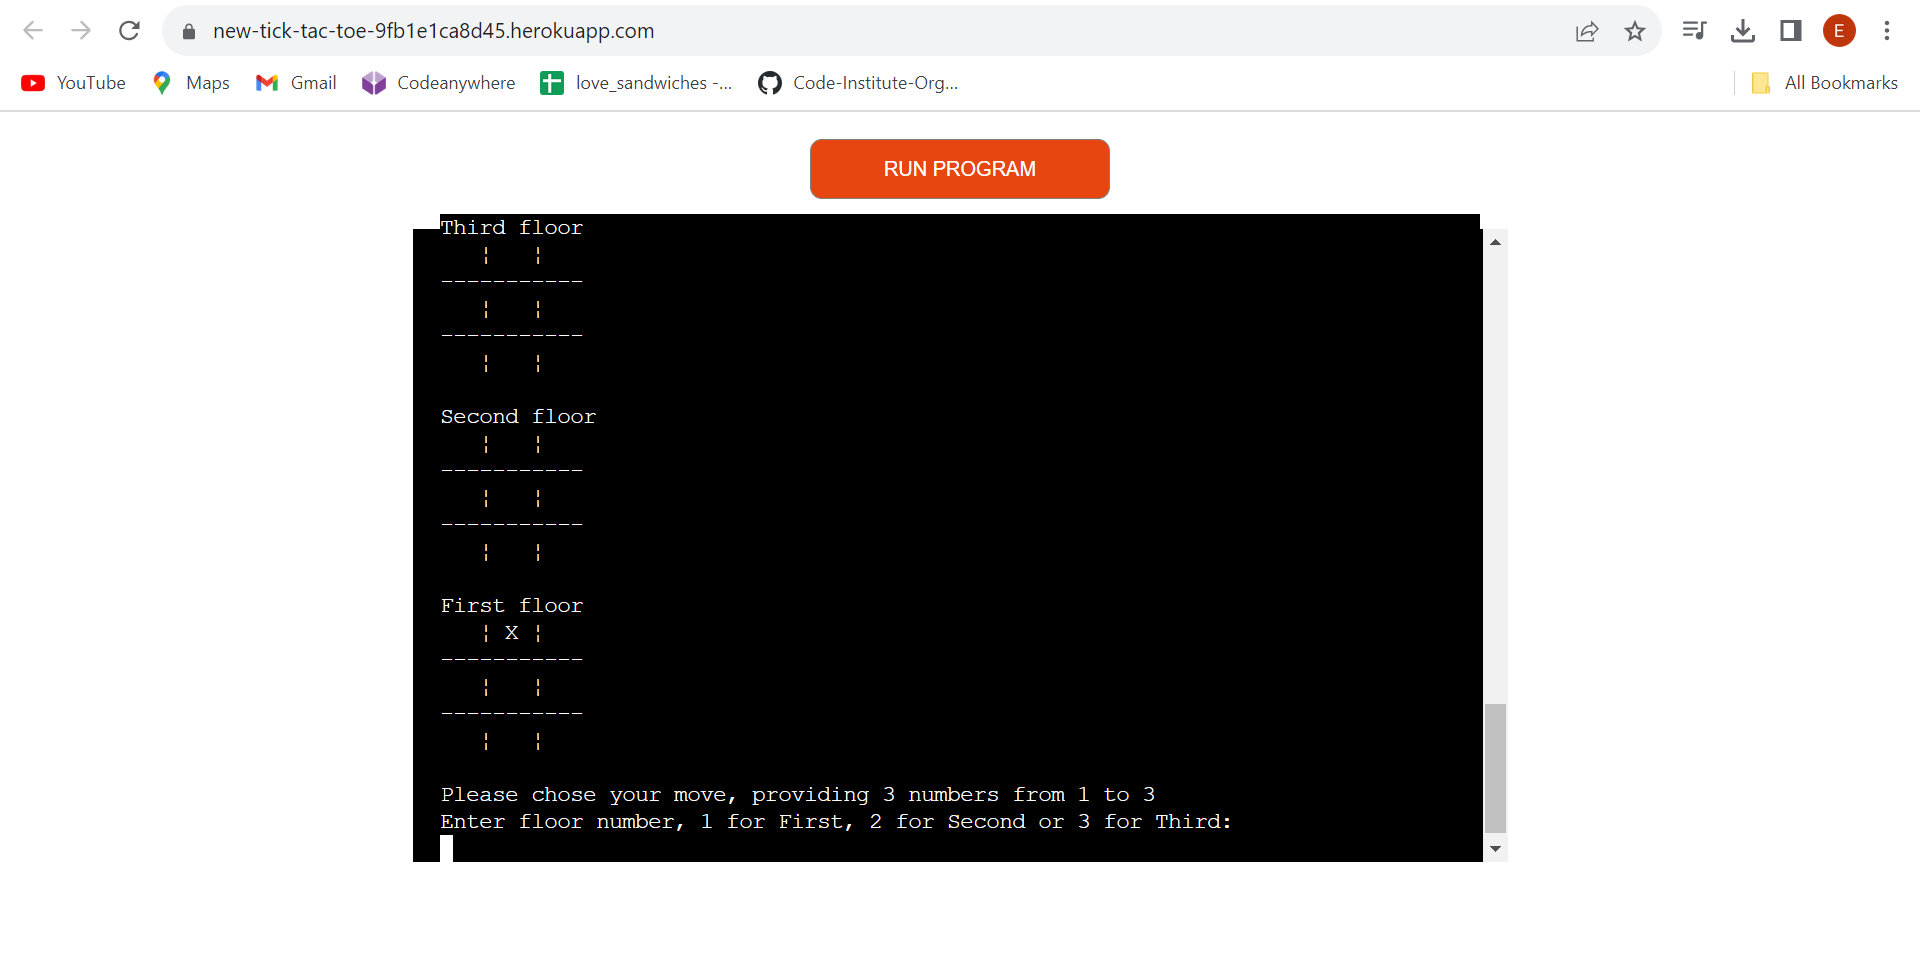 new-tick-tac-toe-9fb1e1ca8d45.herokuapp.com
E
YouTube Maps Gmail Codeanywhere love_sandwiches -... Code-Institute-Org... All Bookmarks
RUN PROGRAM
Third floor
¦   ¦
-----------
¦   ¦
-----------
¦   ¦
Second floor
¦   ¦
-----------
¦   ¦
-----------
¦   ¦
First floor
¦ X ¦
-----------
¦   ¦
-----------
¦   ¦
Please chose your move, providing 3 numbers from 1 to 3
Enter floor number, 1 for First, 2 for Second or 3 for Third: